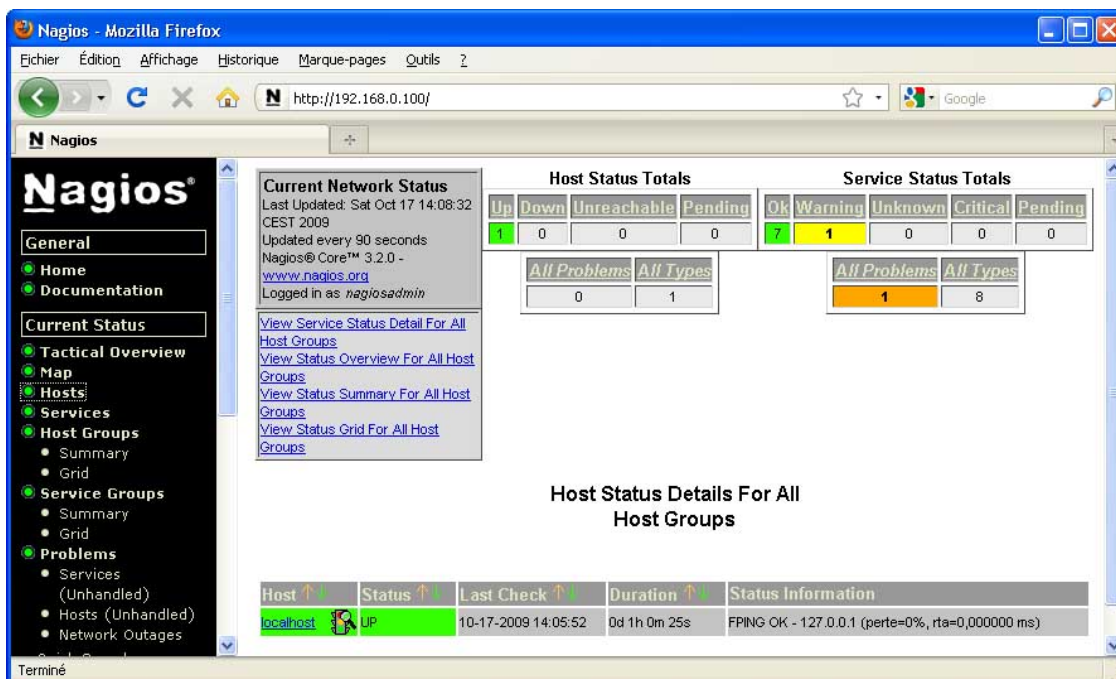 Nagios - Mozilla Firefox
Fichier Édition Affichage Historique Marque-pages Outils ?
N http://192.168.0.100/ Google
N Nagios
Nagios®
General
Home
Documentation
Current Status
Tactical Overview
Map
Hosts
Services
Host Groups
Summary
Grid
Service Groups
Summary
Grid
Problems
Services
(Unhandled)
Hosts (Unhandled)
Network Outages
Current Network Status
Last Updated: Sat Oct 17 14:08:32
CEST 2009
Updated every 90 seconds
Nagios® Core™ 3.2.0 -
www.nagios.org
Logged in as nagiosadmin
View Service Status Detail For All
Host Groups
View Status Overview For All Host
Groups
View Status Summary For All Host
Groups
View Status Grid For All Host
Groups
Host Status Totals
Up Down Unreachable Pending
1 0 0 0
All Problems All Types
0 1
Service Status Totals
Ok Warning Unknown Critical Pending
7 1 0 0 0
All Problems All Types
1 8
Host Status Details For All
Host Groups
Host Status Last Check Duration Status Information
localhost UP 10-17-2009 14:05:52 0d 1h 0m 25s FPING OK - 127.0.0.1 (perte=0%, rta=0,000000 ms)
Terminé